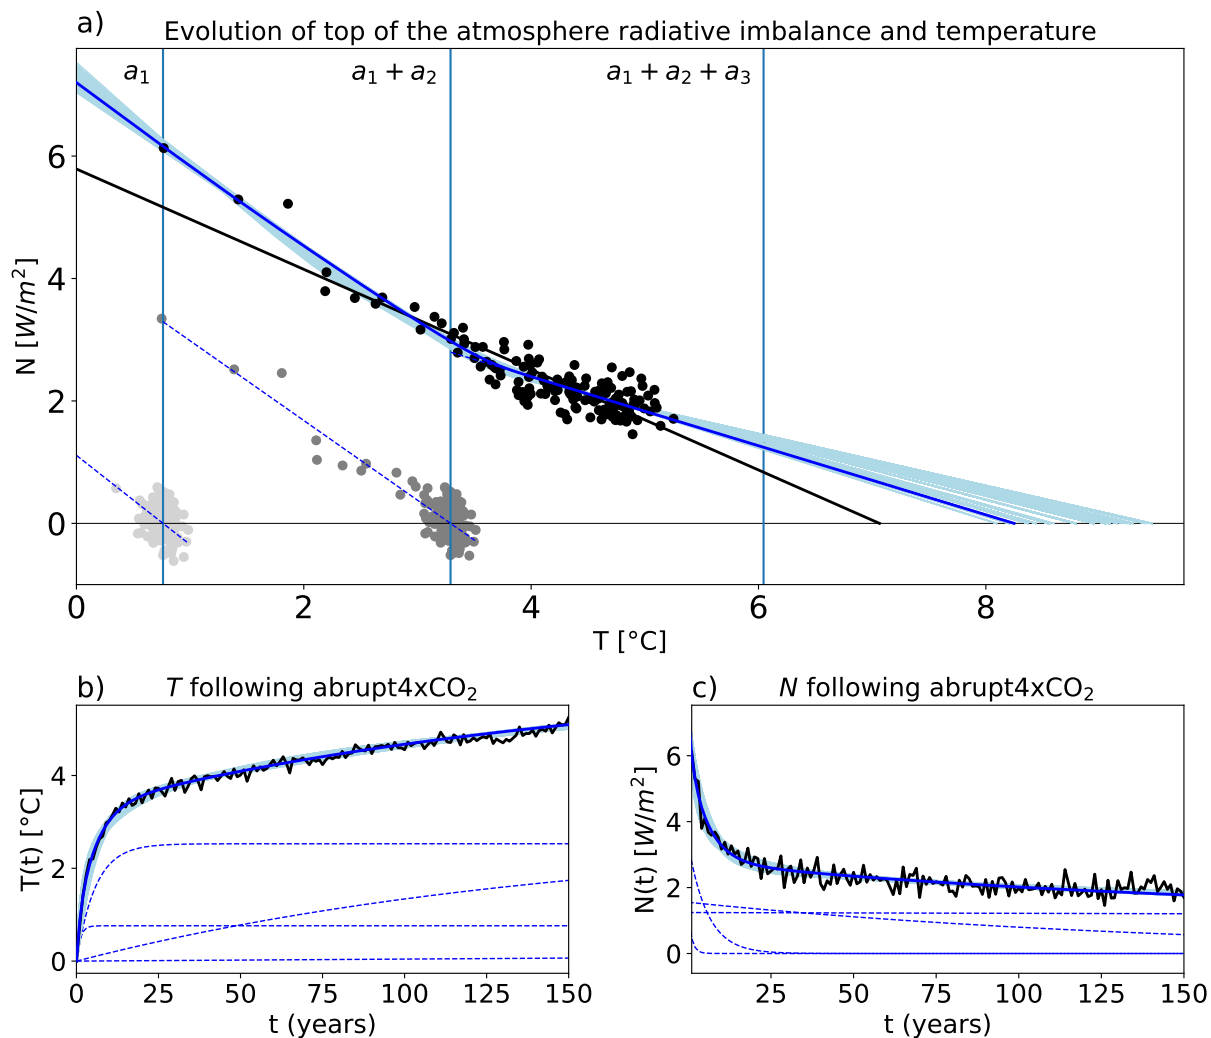 a)
Evolution of top of the atmosphere radiative imbalance and temperature
a₁
a₁ + a₂
a₁ + a₂ + a₃
N [W/m²]
6
4
2
0
0 2 4 6 8
T [°C]
b)
T following abrupt4xCO₂
T(t) [°C]
4
2
0
0 25 50 75 100 125 150
t (years)
c)
N following abrupt4xCO₂
N(t) [W/m²]
6
4
2
0
25 50 75 100 125 150
t (years)